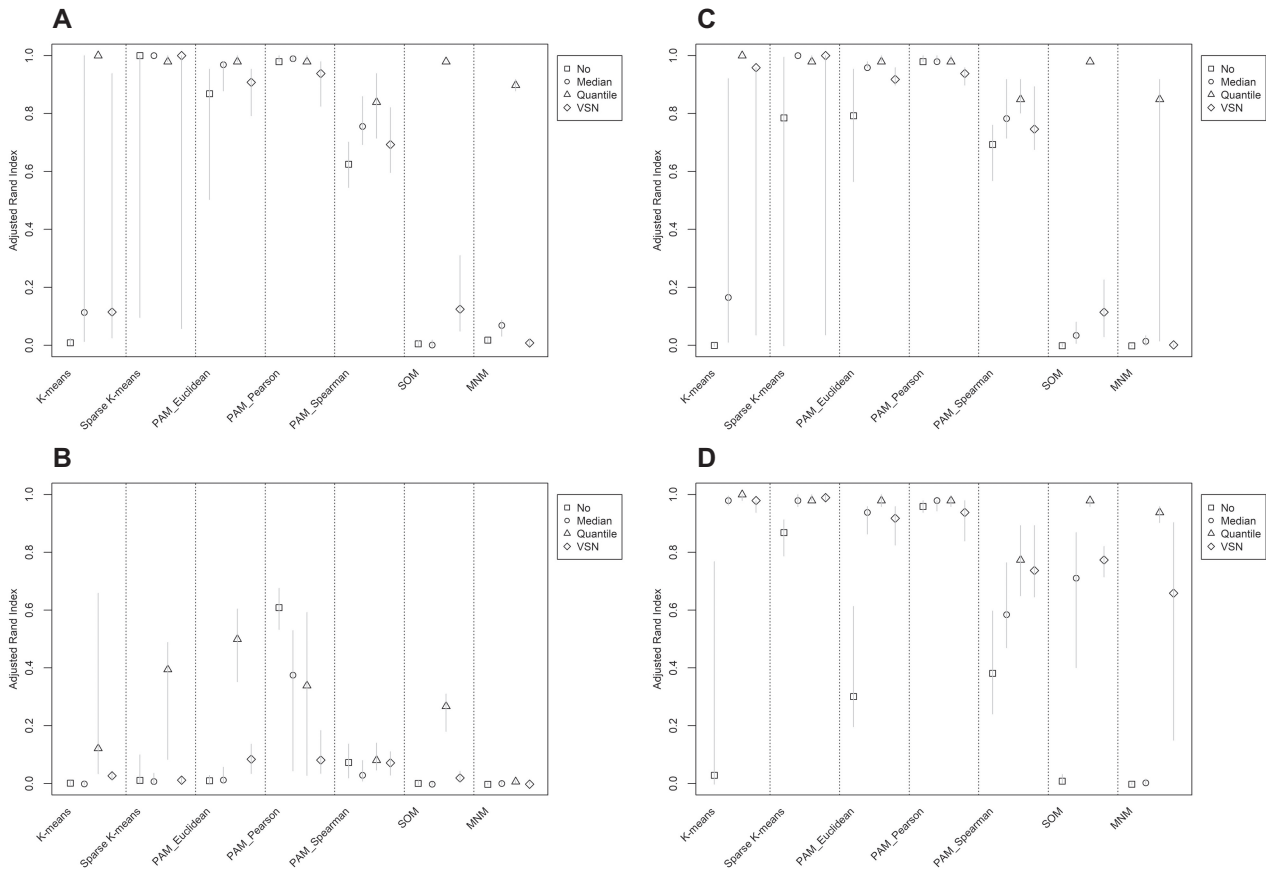 A
Adjusted Rand Index
1.0
0.8
0.6
0.4
0.2
0.0
K-means
Sparse K-means
PAM_Euclidean
PAM_Pearson
PAM_Spearman
SOM
MNM
No
Median
Quantile
VSN
C
Adjusted Rand Index
1.0
0.8
0.6
0.4
0.2
0.0
K-means
Sparse K-means
PAM_Euclidean
PAM_Pearson
PAM_Spearman
SOM
MNM
No
Median
Quantile
VSN
B
Adjusted Rand Index
1.0
0.8
0.6
0.4
0.2
0.0
K-means
Sparse K-means
PAM_Euclidean
PAM_Pearson
PAM_Spearman
SOM
MNM
No
Median
Quantile
VSN
D
Adjusted Rand Index
1.0
0.8
0.6
0.4
0.2
0.0
K-means
Sparse K-means
PAM_Euclidean
PAM_Pearson
PAM_Spearman
SOM
MNM
No
Median
Quantile
VSN